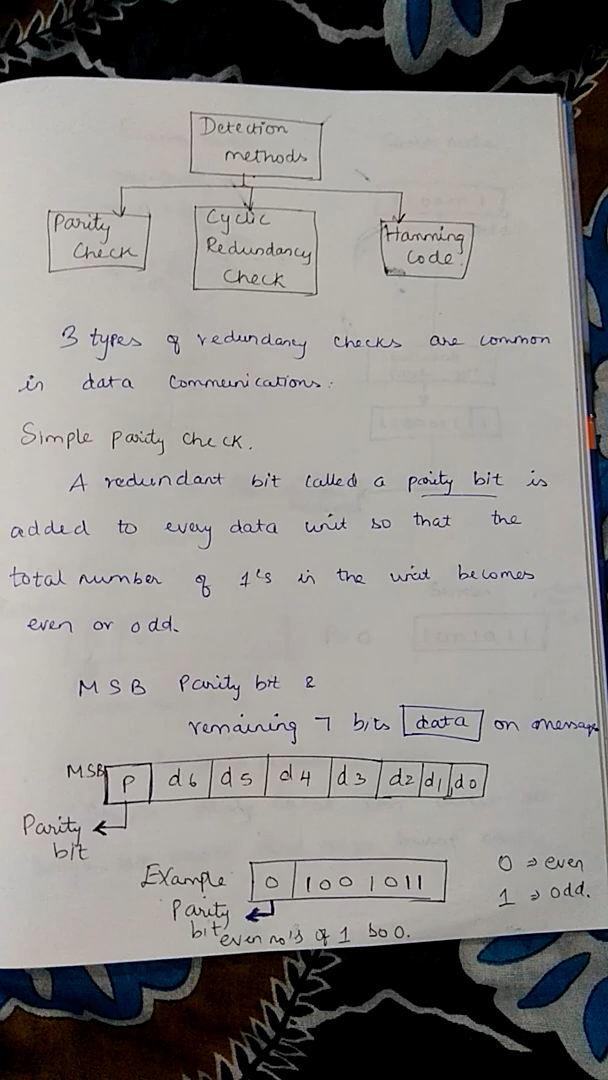 Detection
methods
Parity
Check
Cyclic
Redundancy
Check
Hamming
Code.
3 types of redundancy checks are common
in data communications.
Simple parity check.
A redundant bit called a parity bit is
added to every data unit so that the
total number of 1's in the unit becomes
even or odd.
MSB Parity bit &
remaining 7 bits data on message
MSB P d6 d5 d4 d3 d2 d1 d0
Parity
bit
Example 0 1001011
0 ⇒ even
1 ⇒ odd.
Parity
bit
even no's of 1 so 0.